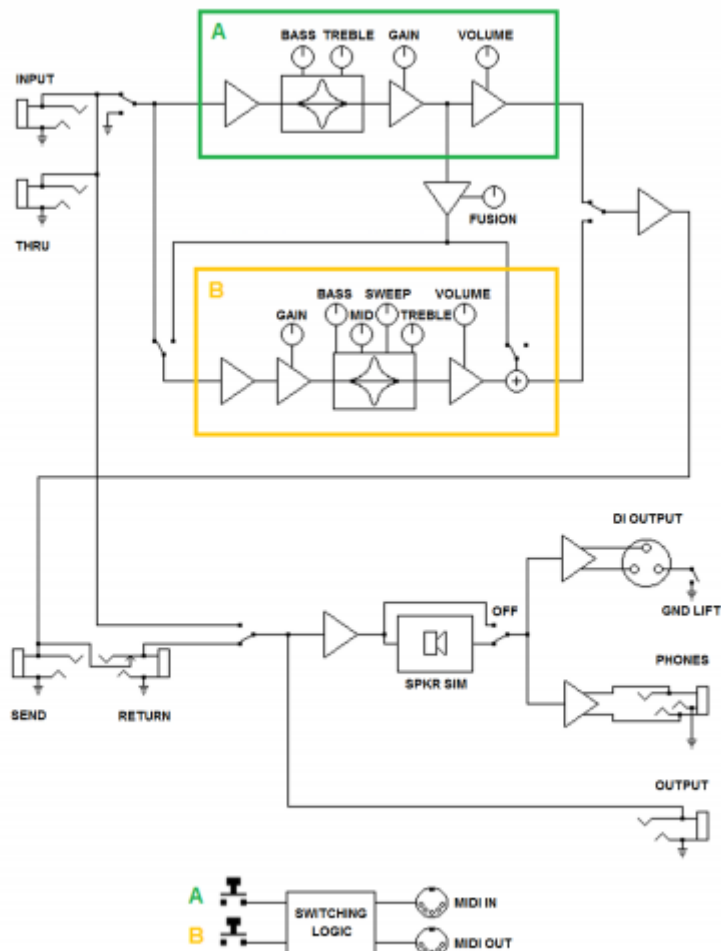 A
BASS TREBLE GAIN VOLUME
INPUT
THRU
FUSION
B
BASS SWEEP VOLUME
GAIN MID TREBLE
DI OUTPUT
GND LIFT
OFF
SPKR SIM
PHONES
SEND RETURN
OUTPUT
A
SWITCHING
LOGIC
MIDI IN
B
MIDI OUT